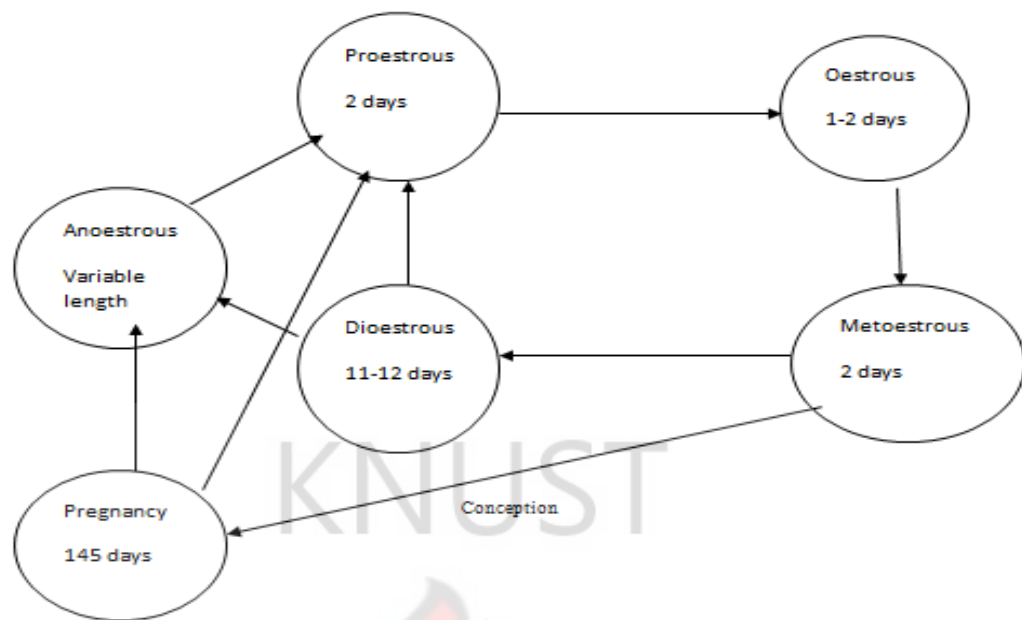 Proestrous
2 days
Oestrous
1-2 days
Anoestrous
Variable
length
Dioestrous
11-12 days
Metoestrous
2 days
KNUST
Conception
Pregnancy
145 days